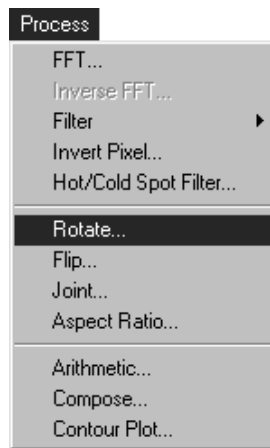 Process
FFT...
Inverse FFT...
Filter
Invert Pixel...
Hot/Cold Spot Filter...
Rotate...
Flip...
Joint...
Aspect Ratio...
Arithmetic...
Compose...
Contour Plot...